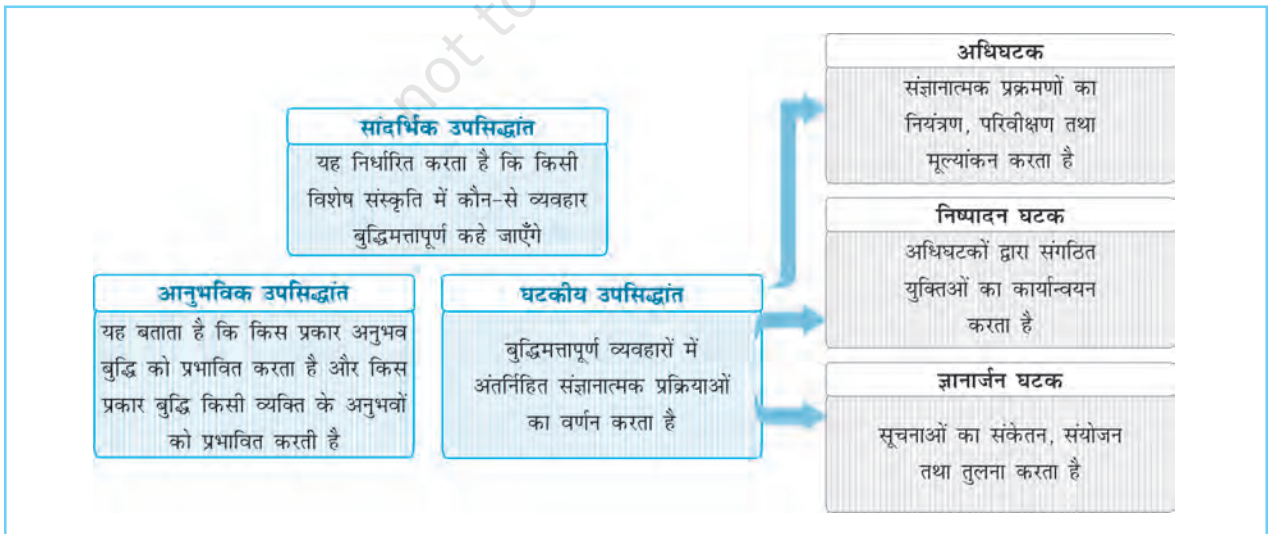 not to
सांदर्भिक उपसिद्धांत
यह निर्धारित करता है कि किसी
विशेष संस्कृति में कौन-से व्यवहार
बुद्धिमत्तापूर्ण कहे जाएँगे
आनुभविक उपसिद्धांत
यह बताता है कि किस प्रकार अनुभव
बुद्धि को प्रभावित करता है और किस
प्रकार बुद्धि किसी व्यक्ति के अनुभवों
को प्रभावित करती है
घटकीय उपसिद्धांत
बुद्धिमत्तापूर्ण व्यवहारों में
अंतर्निहित संज्ञानात्मक प्रक्रियाओं
का वर्णन करता है
अधिघटक
संज्ञानात्मक प्रक्रमणों का
नियंत्रण, परिवीक्षण तथा
मूल्यांकन करता है
निष्पादन घटक
अधिघटकों द्वारा संगठित
युक्तिओं का कार्यान्वयन
करता है
ज्ञानार्जन घटक
सूचनाओं का संकेतन, संयोजन
तथा तुलना करता है